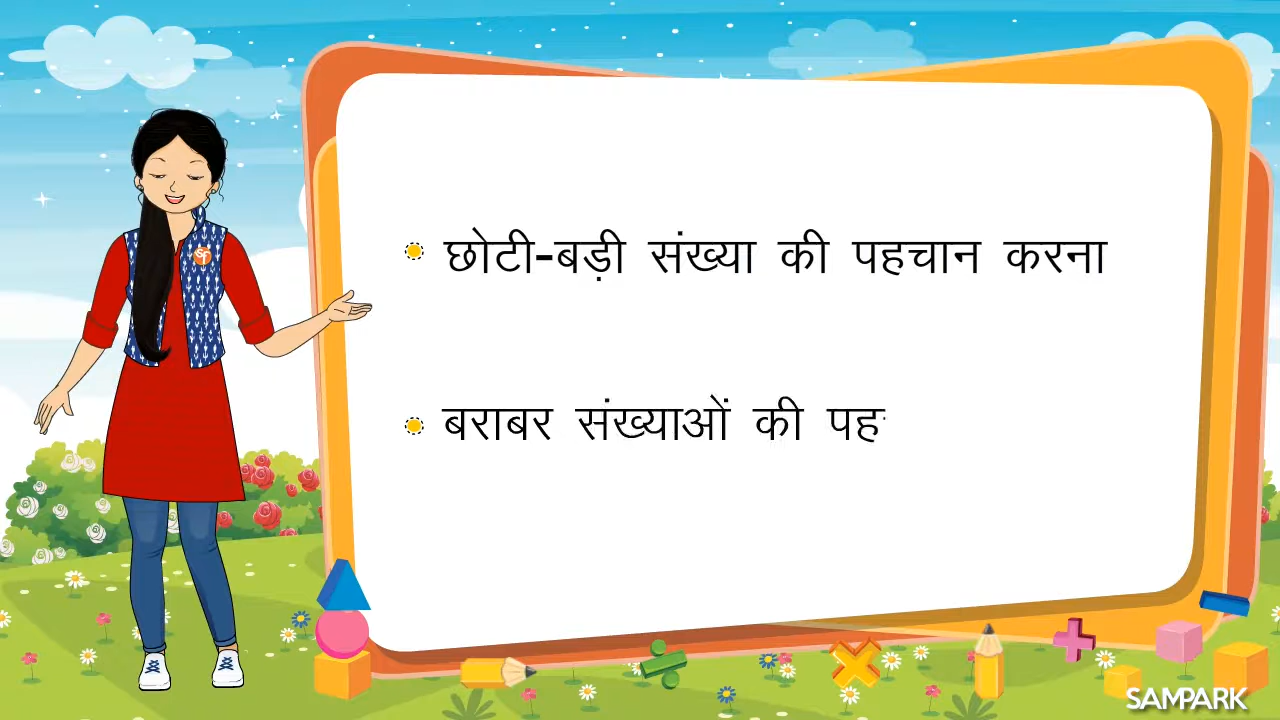 छोटी-बड़ी संख्या की पहचान करना
बराबर संख्याओं की पह
SAMPARK